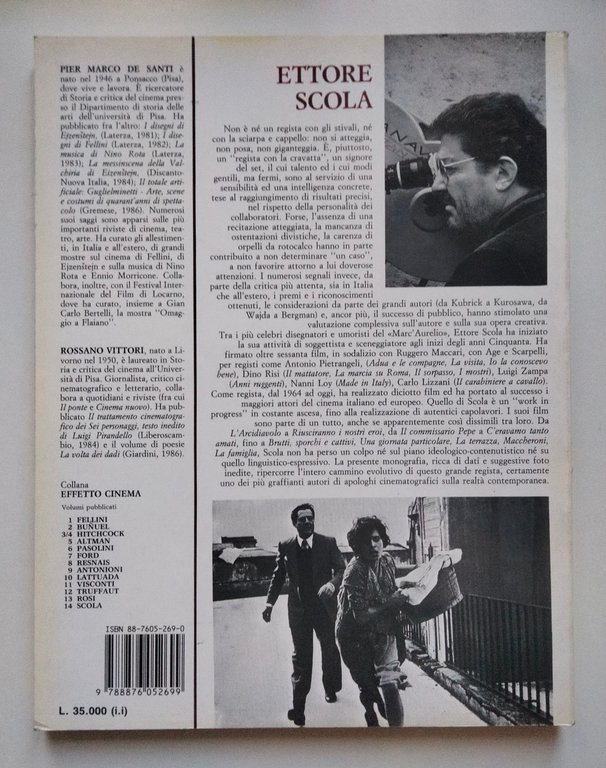 PIER MARCO DE SANTI è
nato nel 1946 a Ponsacco (Pisa),
dove vive e lavora. È ricercatore
di Storia e critica del cinema pres-
so il Dipartimento di storia delle
arti dell'università di Pisa. Ha
pubblicato fra l'altro: I disegni di
Ejzenštejn, (Laterza, 1981); I dise-
gni di Fellini (Laterza, 1982); La
musica di Nino Rota (Laterza,
1983); La messinscena della Val-
chiria di Eizenštejn, (Discanto-
Nuova Italia, 1984); Il totale arti-
ficiale: Guglielminetti - Arte, scene
e costumi di quarant'anni di spetta-
colo (Gremese, 1986). Numerosi
suoi saggi sono apparsi sulle più
importanti riviste di cinema, tea-
tro, arte. Ha curato gli allestimen-
ti, in Italia e all'estero, di grandi
mostre sul cinema di Fellini, di
Ejzenštejn e sulla musica di Nino
Rota e Ennio Morricone. Collab-
bora, inoltre, con il Festival Inter-
nazionale del Film di Locarno,
dove ha curato, insieme a Gian
Carlo Bertelli, la mostra "Omag-
gio a Flaiano".
ROSSANO VITTORI, nato a Li-
vorno nel 1950, è laureato in Sto-
ria e critica del cinema all'Univer-
sità di Pisa. Giornalista, critico ci-
nematografico e letterario, collab-
bora a quotidiani e riviste (fra cui
Il ponte e Cinema nuovo). Ha pub-
blicato Il trattamento cinematogra-
fico dei Sei personaggi, testo inedito
di Luigi Pirandello (Liberoscam-
bio, 1984) e il volume di poesie
La volta dei dadi (Giardini, 1986).
Collana
EFFETTO CINEMA
Volumi pubblicati
1 FELLINI
2 BUÑUEL
3/4 HITCHCOCK
5 ALTMAN
6 PASOLINI
7 FORD
8 RESNAIS
9 ANTONIONI
10 LATTUADA
11 VISCONTI
12 TRUFFAUT
13 ROSI
14 SCOLA
ISBN 88-7605-269-0
9 788876 052699
L. 35.000 (i.i)
ETTORE
SCOLA
Non è né un regista con gli stivali, né
con la sciarpa e cappello: non si atteggia,
non posa, non giganteggia. È, piuttosto,
un "regista con la cravatta", un signore
del set, il cui talento ed i cui modi
gentili, ma fermi, sono al servizio di una
sensibilità ed una intelligenza concrete,
tese al raggiungimento di risultati precisi,
nel rispetto della personalità dei
collaboratori. Forse, l'assenza di una
recitazione atteggiata, la mancanza di
ostentazioni divistiche, la carenza di
orpelli da rotocalco hanno in parte
contribuito a non determinare "un caso",
a non favorire attorno a lui doverose
attenzioni. I numerosi segnali invece, da
parte della critica più attenta, sia in Italia
che all'estero, i premi e i riconoscimenti
ottenuti, le considerazioni da parte dei grandi autori (da Kubrick a Kurosawa, da
Wajda a Bergman) e, ancor più, il successo di pubblico, hanno stimolato una
valutazione complessiva sull'autore e sulla sua opera creativa.
Tra i più celebri disegnatori e umoristi del «Marc'Aurelio», Ettore Scola ha iniziato
la sua attività di soggettista e sceneggiatore agli inizi degli anni Cinquanta. Ha
firmato oltre sessanta film, in sodalizio con Ruggero Maccari, con Age e Scarpelli,
per registi come Antonio Pietrangeli (Adua e le compagne, La visita, Io la conoscevo
bene), Dino Risi (Il mattatore, La marcia su Roma, Il sorpasso, I mostri), Luigi Zampa
(Anni ruggenti), Nanni Loy (Made in Italy), Carlo Lizzani (Il carabiniere a cavallo).
Come regista, dal 1964 ad oggi, ha realizzato diciotto film ed ha portato al successo i
maggiori attori del cinema italiano ed europeo. Quello di Scola è un "work in
progress" in costante ascesa, fino alla realizzazione di autentici capolavori. I suoi film
sono parte di un tutto, anche se apparentemente così dissimili tra loro. Da
L'Arcidiavolo a Riusciranno i nostri eroi, da Il commissario Pepe a C'eravamo tanto
amati, fino a Brutti, sporchi e cattivi, Una giornata particolare, La terrazza, Maccheroni,
La famiglia, Scola non ha perso un colpo né sul piano ideologico-contenutistico né su
quello linguistico-espressivo. La presente monografia, ricca di dati e suggestive foto
inedite, ripercorre l'intero cammino evolutivo di questo grande regista, certamente
uno dei più graffianti autori di apologhi cinematografici sulla realtà contemporanea.